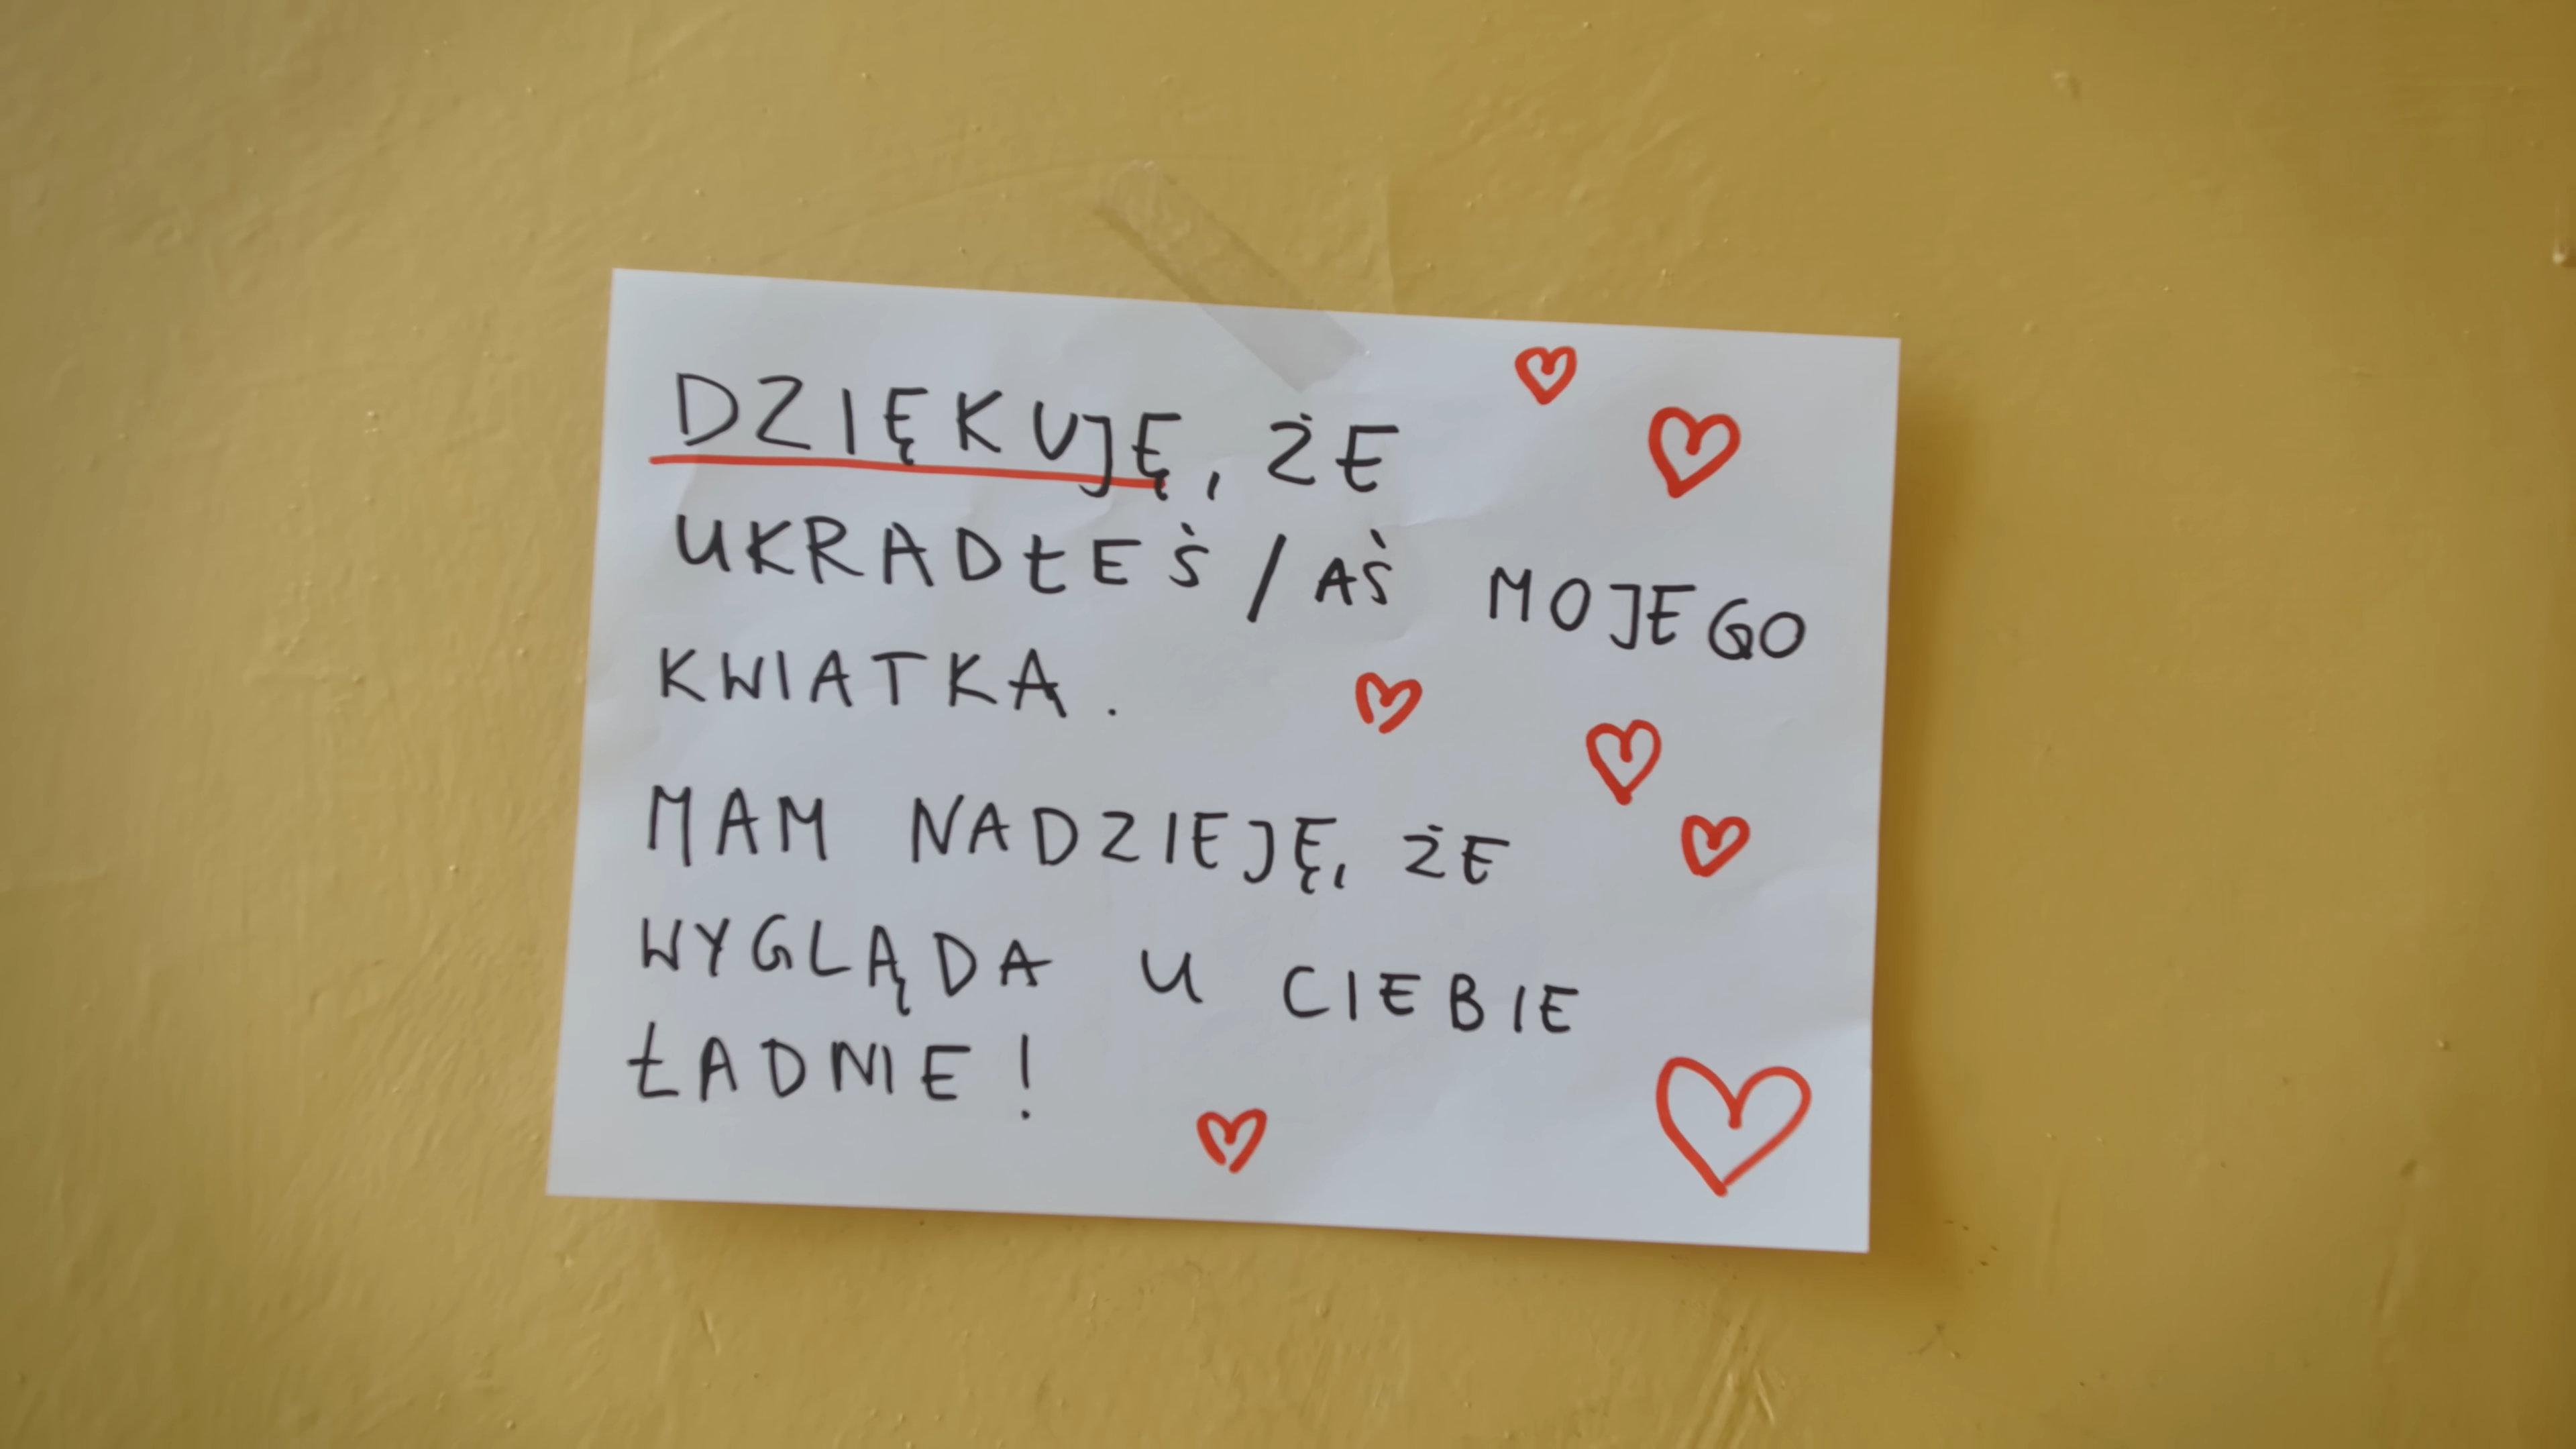 DZIĘKUJĘ, ŻE
UKRADŁEŚ/AŚ MOJEGO
KWIATKA.
MAM NADZIEJĘ, ŻE
WYGLĄDA U CIEBIE
ŁADNIE!